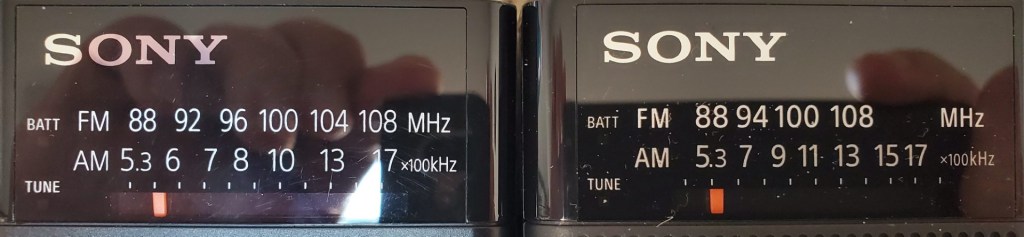 SONY
BATT FM 88 92 96 100 104 108 MHz
AM 5.3 6 7 8 10 13 17 ×100kHz
TUNE
SONY
BATT FM 88 94 100 108 MHz
AM 5.3 7 9 11 13 15 17 ×100kHz
TUNE